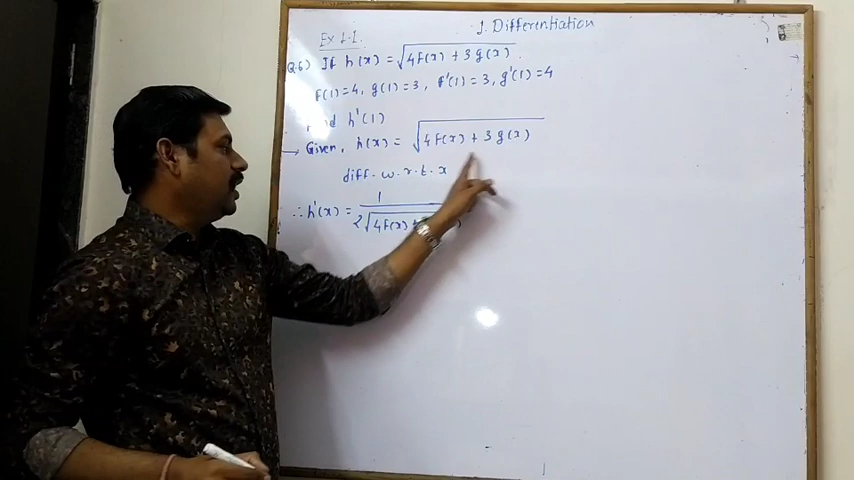 1. Differentiation
Ex 1.1.
Q.6) If h(x) = √4f(x) + 3g(x)
f(1)=4, g(1)=3, f'(1)=3, g'(1)=4
h'(1)
→ Given, h(x) = √4f(x) + 3g(x)
diff. w.r.t. x
∴ h'(x) = 1
2√4f(x)